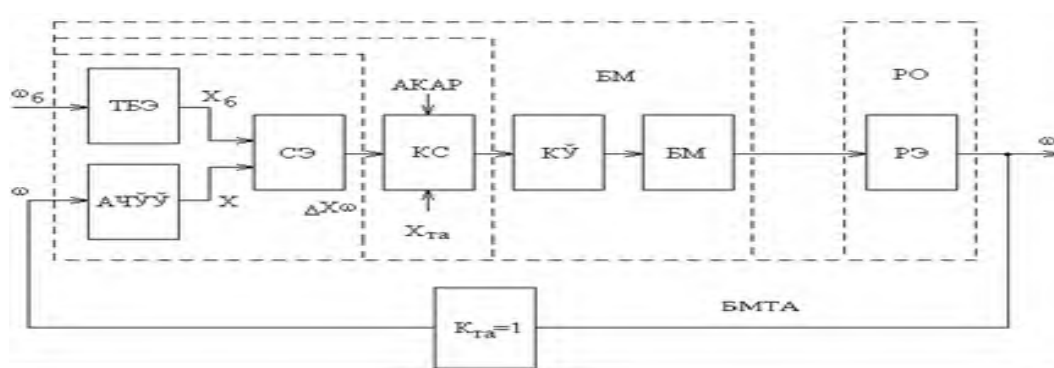 БМ
РО
АКАР
ω б
ТБЭ
X б
СЭ
КС
КЎ
БМ
РЭ
ω
ω
АЧЎЎ
X
ΔXω
X та
БМТА
К та =1